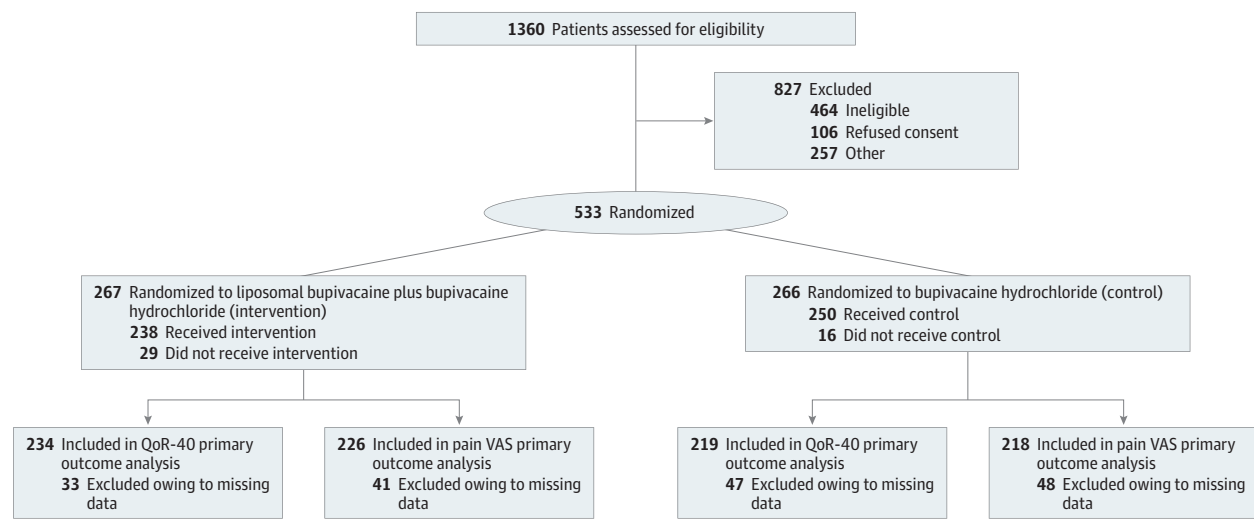 1360 Patients assessed for eligibility
827 Excluded
464 Ineligible
106 Refused consent
257 Other
533 Randomized
267 Randomized to liposomal bupivacaine plus bupivacaine
hydrochloride (intervention)
238 Received intervention
29 Did not receive intervention
266 Randomized to bupivacaine hydrochloride (control)
250 Received control
16 Did not receive control
234 Included in QoR-40 primary
outcome analysis
33 Excluded owing to missing
data
226 Included in pain VAS primary
outcome analysis
41 Excluded owing to missing
data
219 Included in QoR-40 primary
outcome analysis
47 Excluded owing to missing
data
218 Included in pain VAS primary
outcome analysis
48 Excluded owing to missing
data